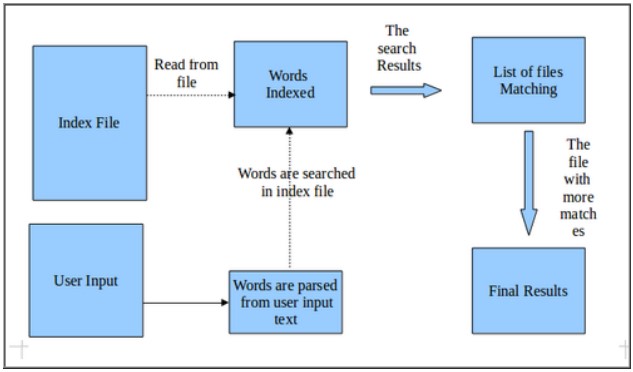 Index File
Read from
file
Words
Indexed
The
search
Results
List of files
Matching
The
file
with
more
match
es
Words are searched
in index file
User Input
Words are parsed
from user input
text
Final Results